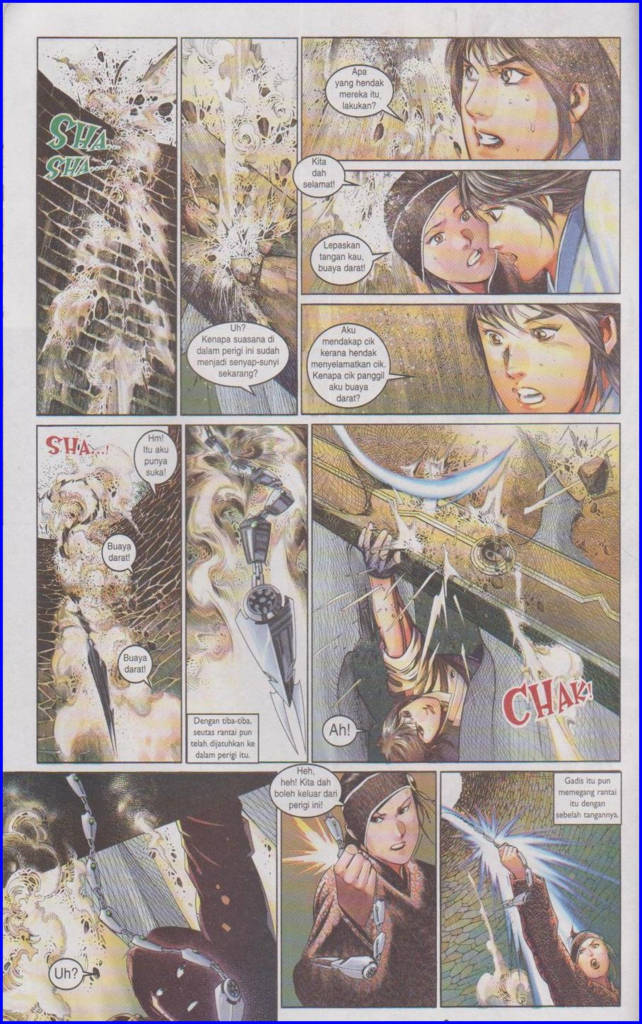 SHA...
SHA...
Uh?
Kenapa suasana di
dalam perigi ini sudah
menjadi senyap-sunyi
sekarang?
Apa
yang hendak
mereka itu
lakukan?
Kita
dah
selamat!
Lepaskan
tangan kau,
buaya darat!
Aku
mendakap cik
kerana hendak
menyelamatkan cik.
Kenapa cik panggil
aku buaya
darat?
SHA...!
Hm!
Itu aku
punya
suka!
Buaya
darat!
Buaya
darat!
Dengan tiba-tiba,
seutas rantai pun
telah dijatuhkan ke
dalam perigi itu.
Ah!
CHAK!
Uh?
Heh,
heh! Kita dah
boleh keluar dari
perigi ini!
Gadis itu pun
memegang rantai
itu dengan
sebelah tangannya.